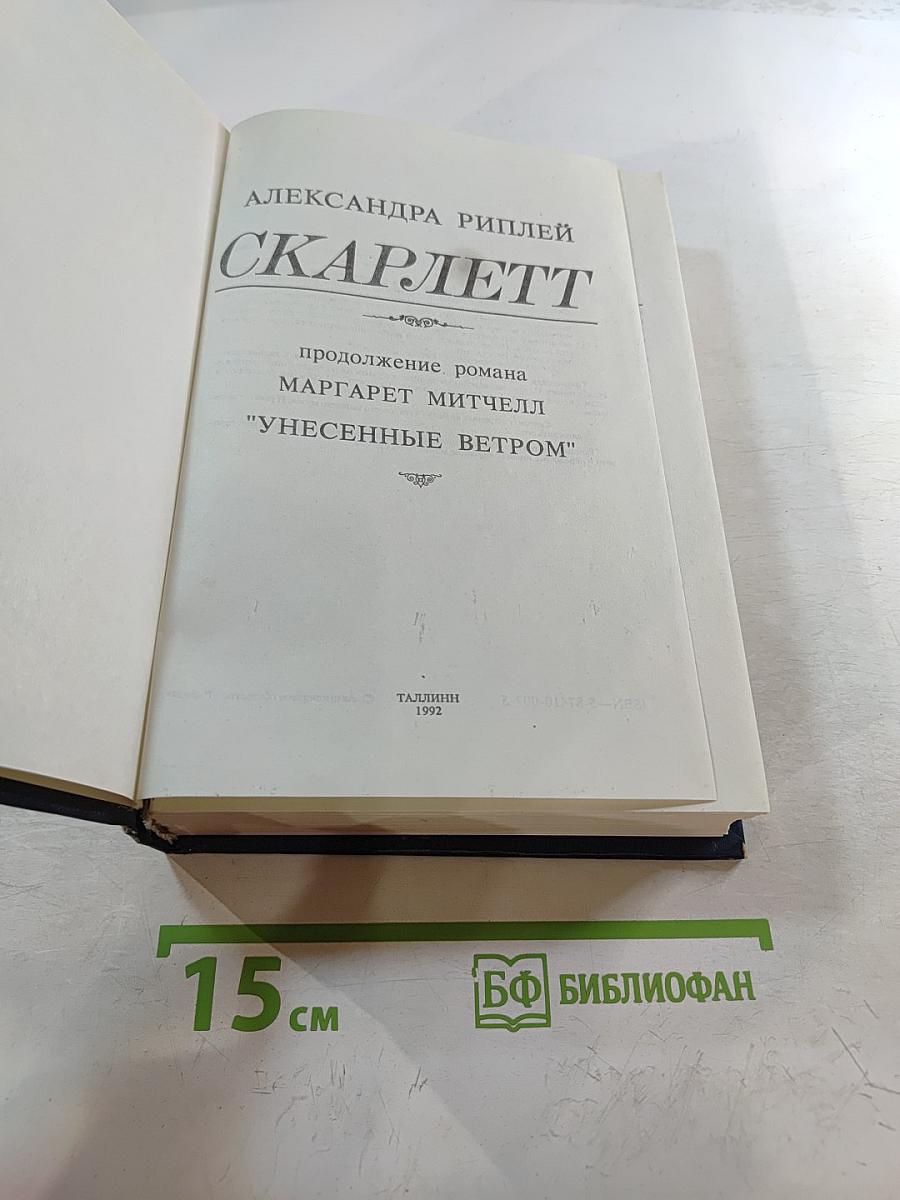 АЛЕКСАНДРА РИПЛЕЙ
СКАРЛЕТТ
продолжение романа
МАРГАРЕТ МИТЧЕЛЛ
"УНЕСЕННЫЕ ВЕТРОМ"
ТАЛЛИНН
1992
15 см
БФ БИБЛИОФАН